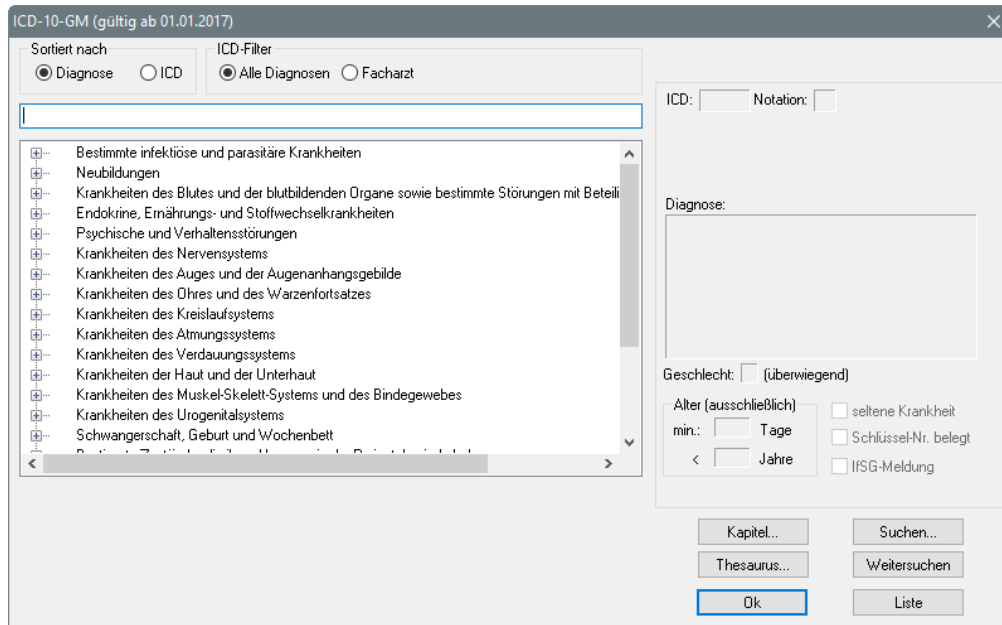 ICD-10-GM (gültig ab 01.01.2017)
Sortiert nach
Diagnose ICD
ICD-Filter
Alle Diagnosen Facharzt
Bestimmte infektiöse und parasitäre Krankheiten
Neubildungen
Krankheiten des Blutes und der blutbildenden Organe sowie bestimmte Störungen mit Beteili
Endokrine, Ernährungs- und Stoffwechselkrankheiten
Psychische und Verhaltensstörungen
Krankheiten des Nervensystems
Krankheiten des Auges und der Augenanhangsgebilde
Krankheiten des Ohres und des Warzenfortsatzes
Krankheiten des Kreislaufsystems
Krankheiten des Atmungssystems
Krankheiten des Verdauungssystems
Krankheiten der Haut und der Unterhaut
Krankheiten des Muskel-Skelett-Systems und des Bindegewebes
Krankheiten des Urogenitalsystems
Schwangerschaft, Geburt und Wochenbett
ICD: Notation:
Diagnose:
Geschlecht: (überwiegend)
Alter (ausschließlich)
min.: Tage
< Jahre
seltene Krankheit
Schlüssel-Nr. belegt
IfSG-Meldung
Kapitel... Suchen...
Thesaurus... Weitersuchen
Ok Liste